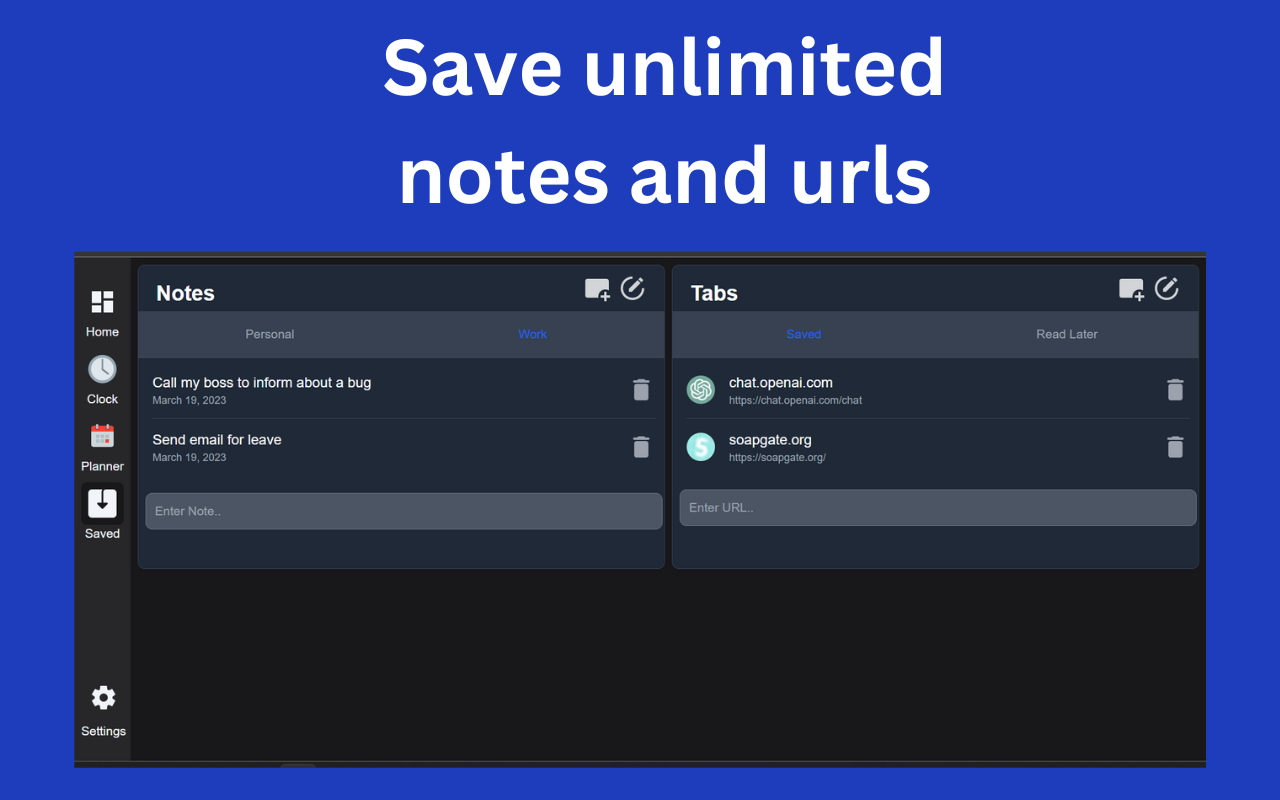 Save unlimited
notes and urls
Home
Clock
Planner
Saved
Settings
Notes
Personal
Work
Call my boss to inform about a bug
March 19, 2023
Send email for leave
March 19, 2023
Enter Note..
Tabs
Saved
Read Later
chat.openai.com
https://chat.openai.com/chat
S
soapgate.org
https://soapgate.org/
Enter URL..